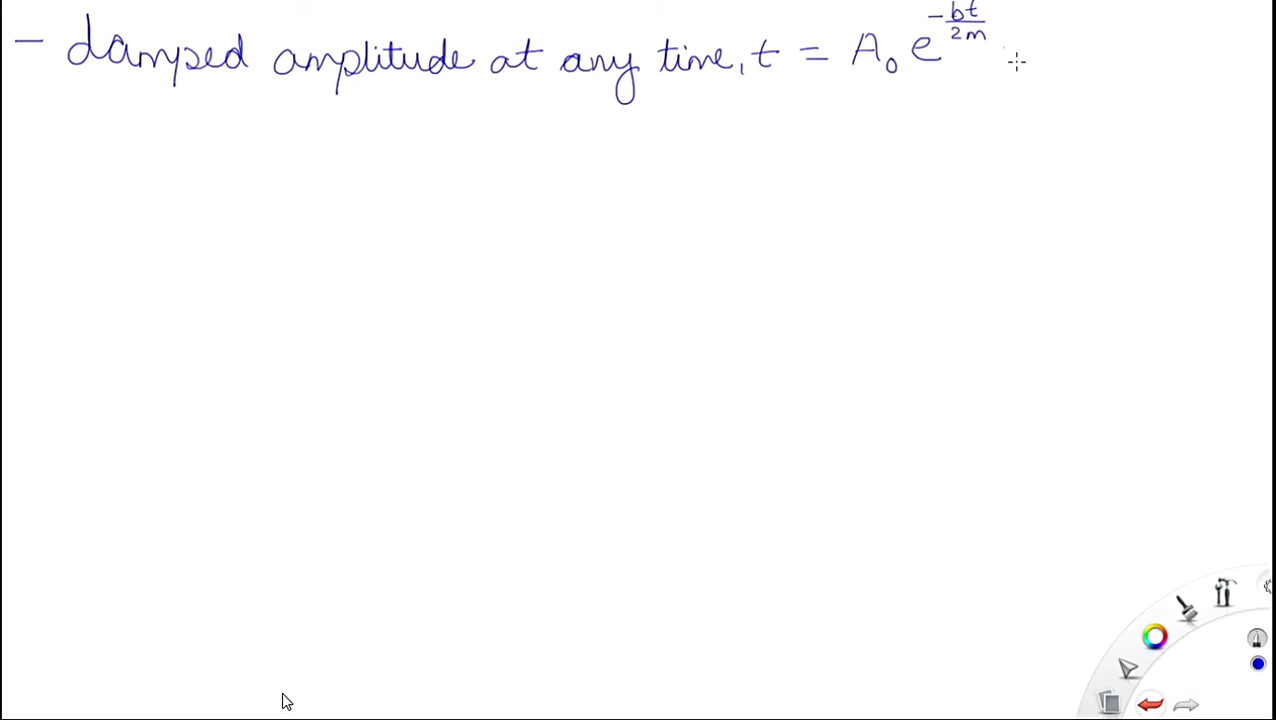 - damped amplitude at any time, t = A₀ e^(-bt/2m)